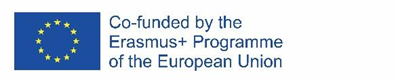 Co-funded by the
Erasmus+ Programme
of the European Union